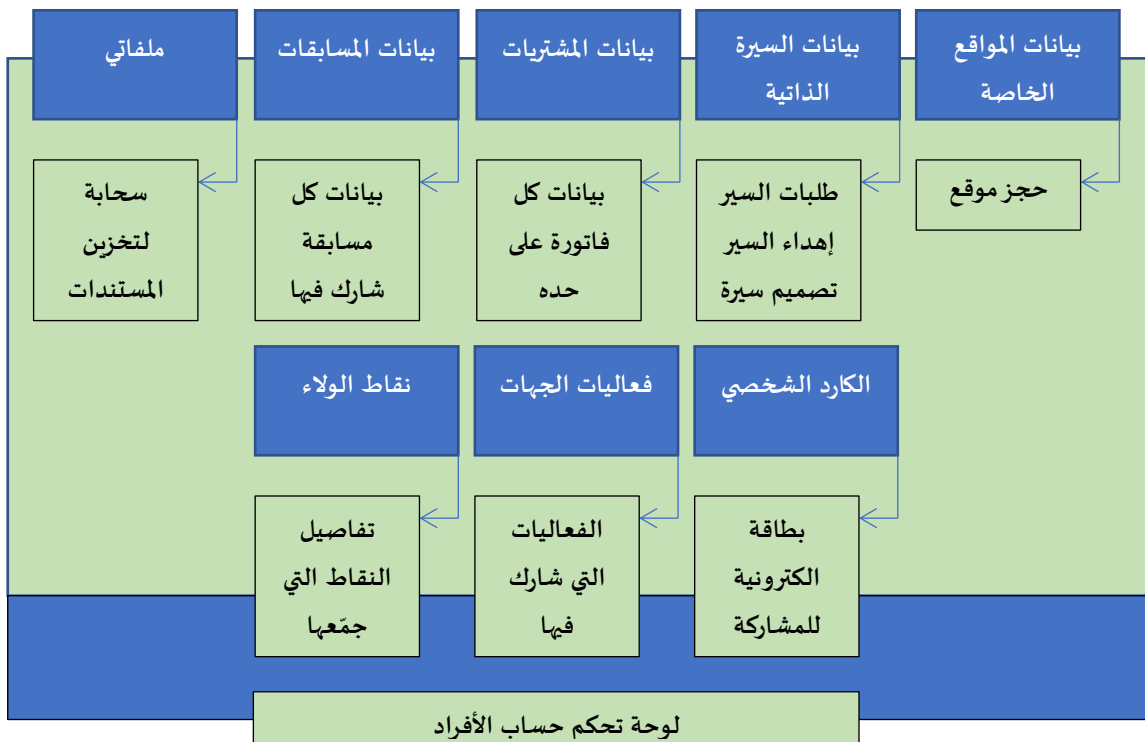 بيانات المواقع
الخاصة
بيانات السيرة
الذاتية
بيانات المشتريات
بيانات المسابقات
ملفاتي
حجز موقع
طلبات السير
إهداء السير
تصميم سيرة
بيانات كل
فاتورة على
حده
بيانات كل
مسابقة
شارك فيها
سحابة
لتخزين
المستندات
الكارد الشخصي
فعاليات الجهات
نقاط الولاء
بطاقة
الكترونية
للمشاركة
الفعاليات
التي شارك
فيها
تفاصيل
النقاط التي
جمّعها
لوحة تحكم حساب الأفراد